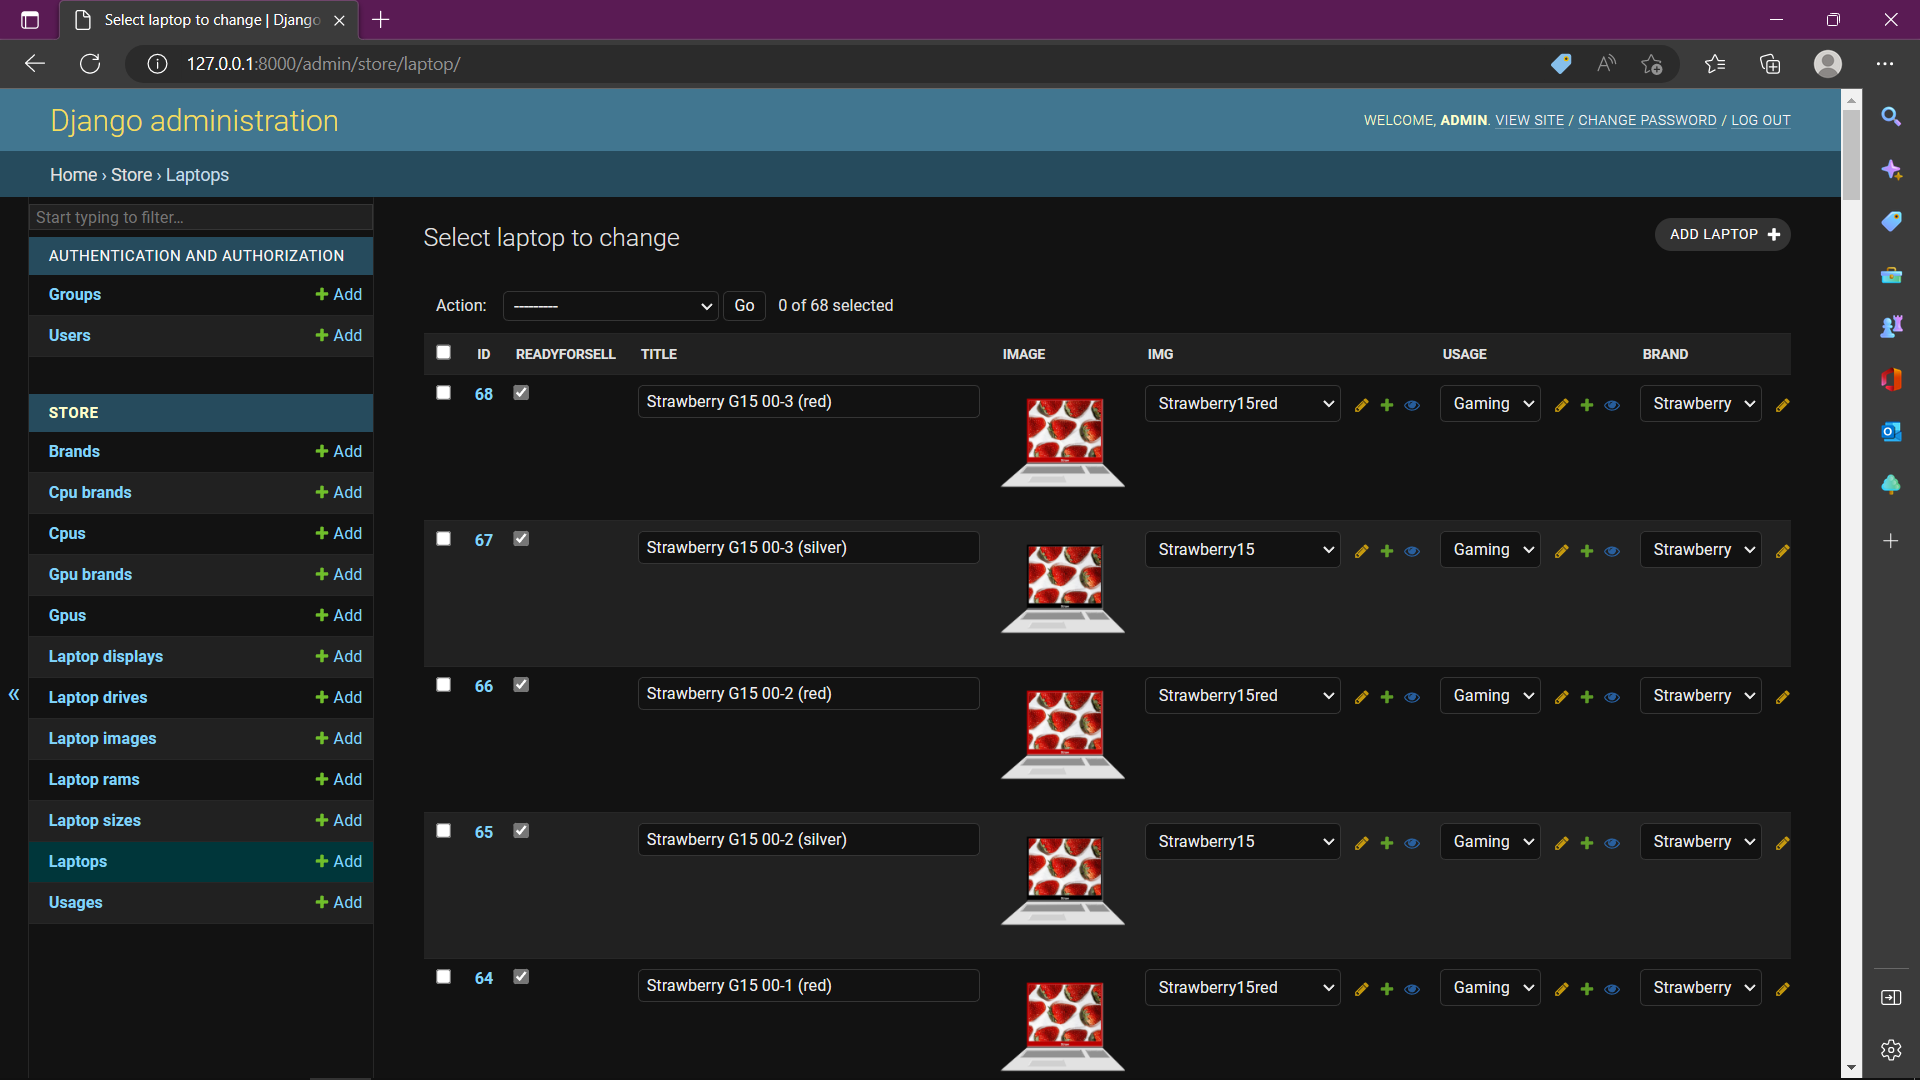 Select laptop to change | Django
127.0.0.1:8000/admin/store/laptop/
Django administration
WELCOME, ADMIN. VIEW SITE / CHANGE PASSWORD / LOG OUT
Home › Store › Laptops
Start typing to filter...
AUTHENTICATION AND AUTHORIZATION
Groups Add
Users Add
STORE
Brands Add
Cpu brands Add
Cpus Add
Gpu brands Add
Gpus Add
Laptop displays Add
Laptop drives Add
Laptop images Add
Laptop rams Add
Laptop sizes Add
Laptops Add
Usages Add
Select laptop to change
ADD LAPTOP
Action: --------- Go 0 of 68 selected
ID READYFORSELL TITLE IMAGE IMG USAGE BRAND
68 Strawberry G15 00-3 (red) Strawberry15red Gaming Strawberry
67 Strawberry G15 00-3 (silver) Strawberry15 Gaming Strawberry
66 Strawberry G15 00-2 (red) Strawberry15red Gaming Strawberry
65 Strawberry G15 00-2 (silver) Strawberry15 Gaming Strawberry
64 Strawberry G15 00-1 (red) Strawberry15red Gaming Strawberry